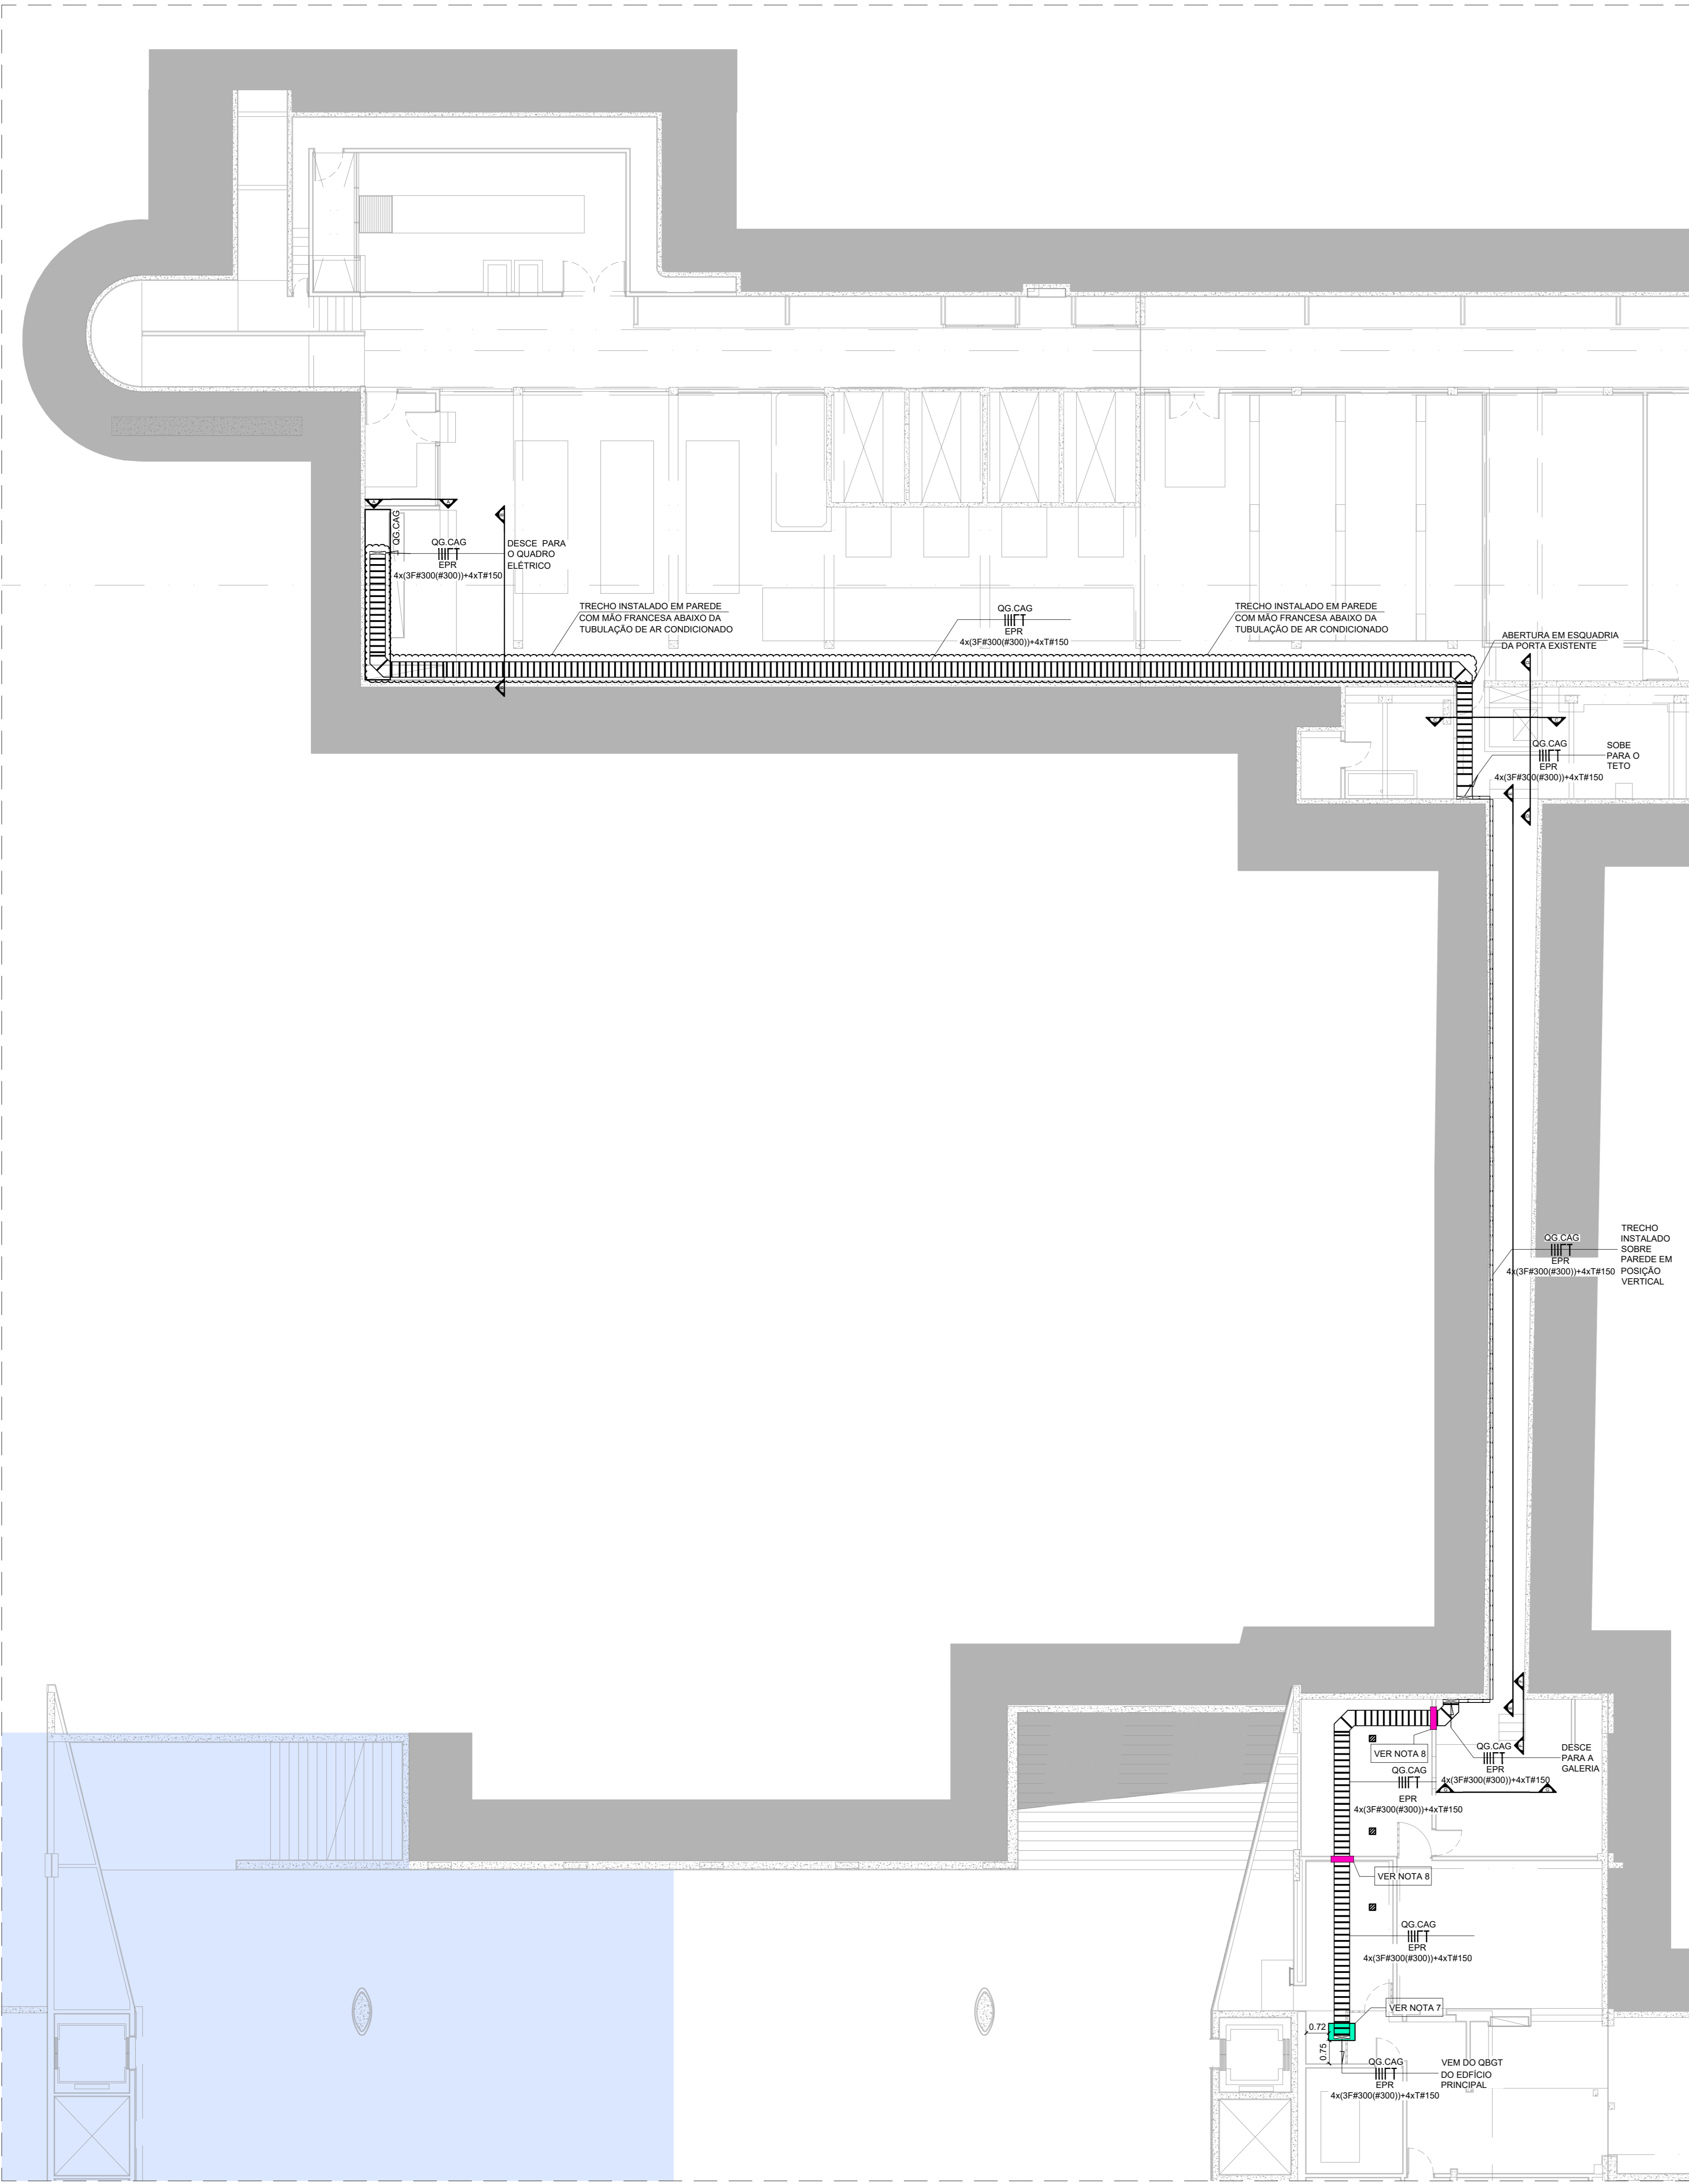 QG.CAG
QG.CAG
EPR
4x(3F#300(#300))+4xT#150
DESCE PARA
O QUADRO
ELÉTRICO
TRECHO INSTALADO EM PAREDE
COM MÃO FRANCESA ABAIXO DA
TUBULAÇÃO DE AR CONDICIONADO
QG.CAG
EPR
4x(3F#300(#300))+4xT#150
TRECHO INSTALADO EM PAREDE
COM MÃO FRANCESA ABAIXO DA
TUBULAÇÃO DE AR CONDICIONADO
ABERTURA EM ESQUADRIA
DA PORTA EXISTENTE
QG.CAG
EPR
4x(3F#300(#300))+4xT#150
SOBE
PARA O
TETO
QG.CAG
EPR
4x(3F#300(#300))+4xT#150
TRECHO
INSTALADO
SOBRE
PAREDE EM
POSIÇÃO
VERTICAL
VER NOTA 8
QG.CAG
EPR
4x(3F#300(#300))+4xT#150
DESCE
PARA A
GALERIA
QG.CAG
EPR
4x(3F#300(#300))+4xT#150
VER NOTA 8
QG.CAG
EPR
4x(3F#300(#300))+4xT#150
VER NOTA 7
0.72
0.75
QG.CAG
EPR
4x(3F#300(#300))+4xT#150
VEM DO QBGT
DO EDFÍCIO
PRINCIPAL